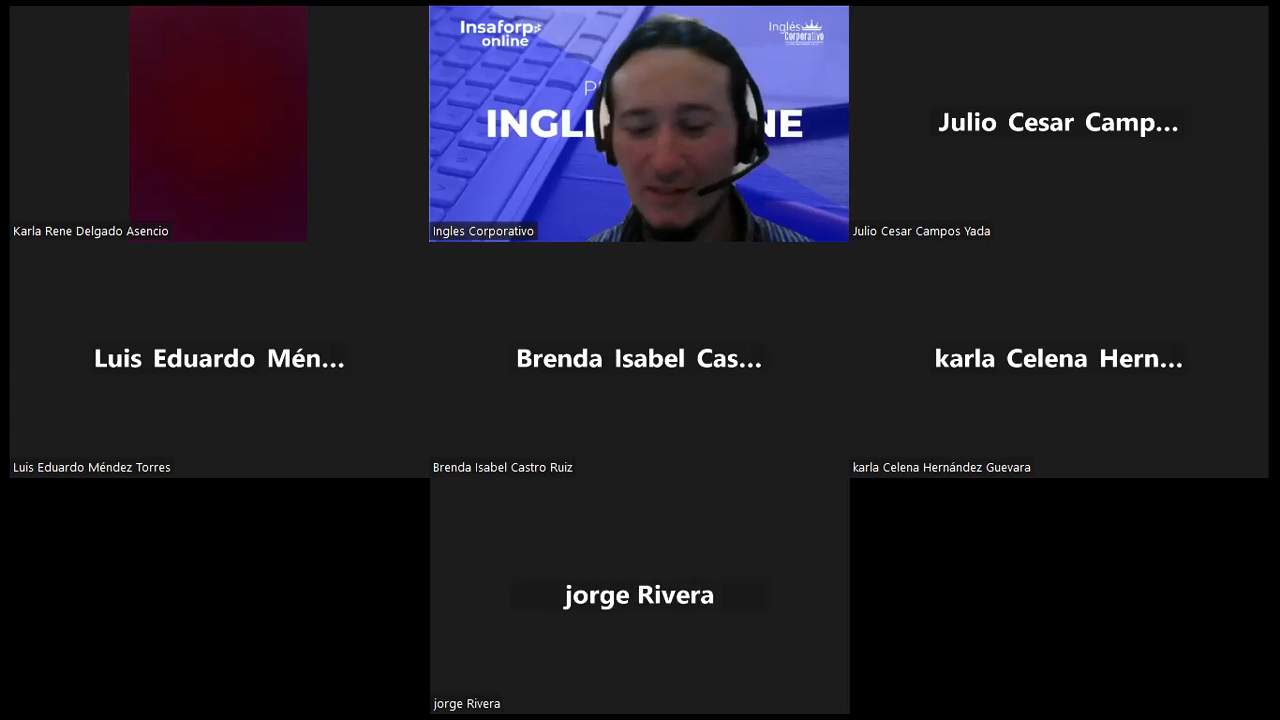 Insaforp
online
Inglés
Corporativo
INGL
NE
Karla Rene Delgado Asencio
Ingles Corporativo
Julio Cesar Camp...
Julio Cesar Campos Yada
Luis Eduardo Mén...
Luis Eduardo Méndez Torres
Brenda Isabel Cas...
Brenda Isabel Castro Ruiz
karla Celena Hern...
karla Celena Hernández Guevara
jorge Rivera
jorge Rivera